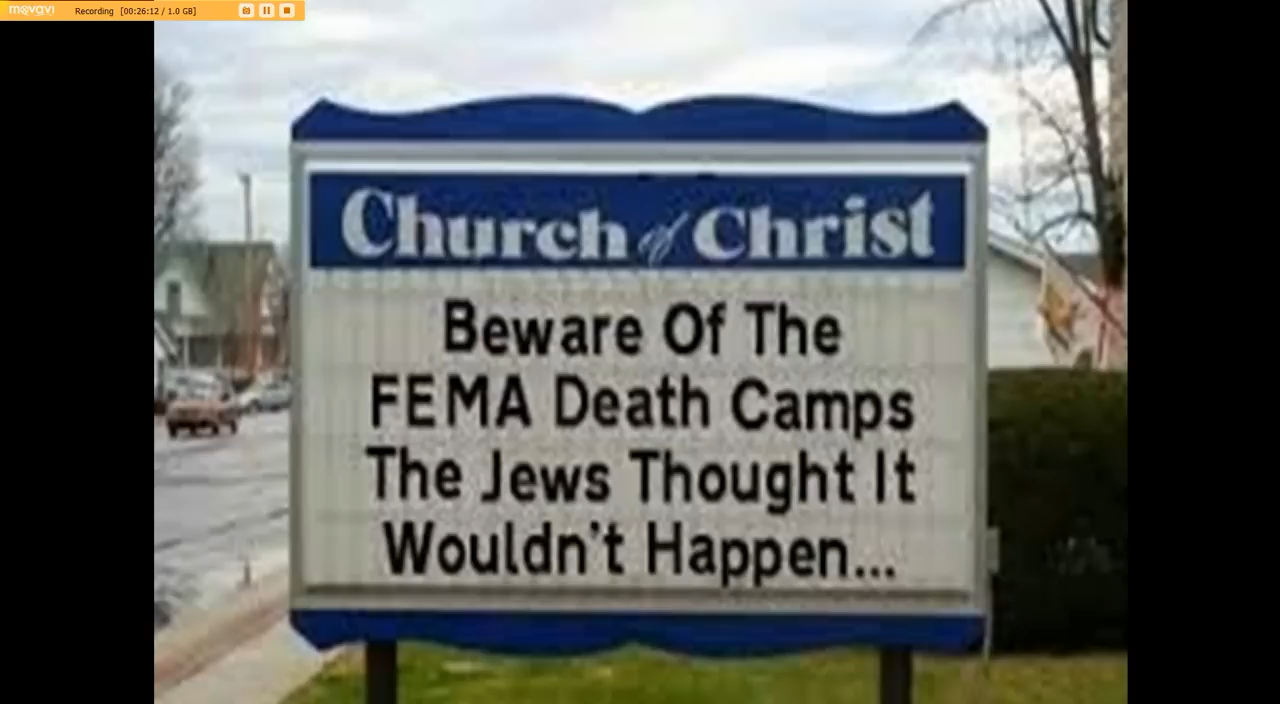 movavi Recording [00:26:12 / 1.0 GB]
Church of Christ
Beware Of The
FEMA Death Camps
The Jews Thought It
Wouldn't Happen...